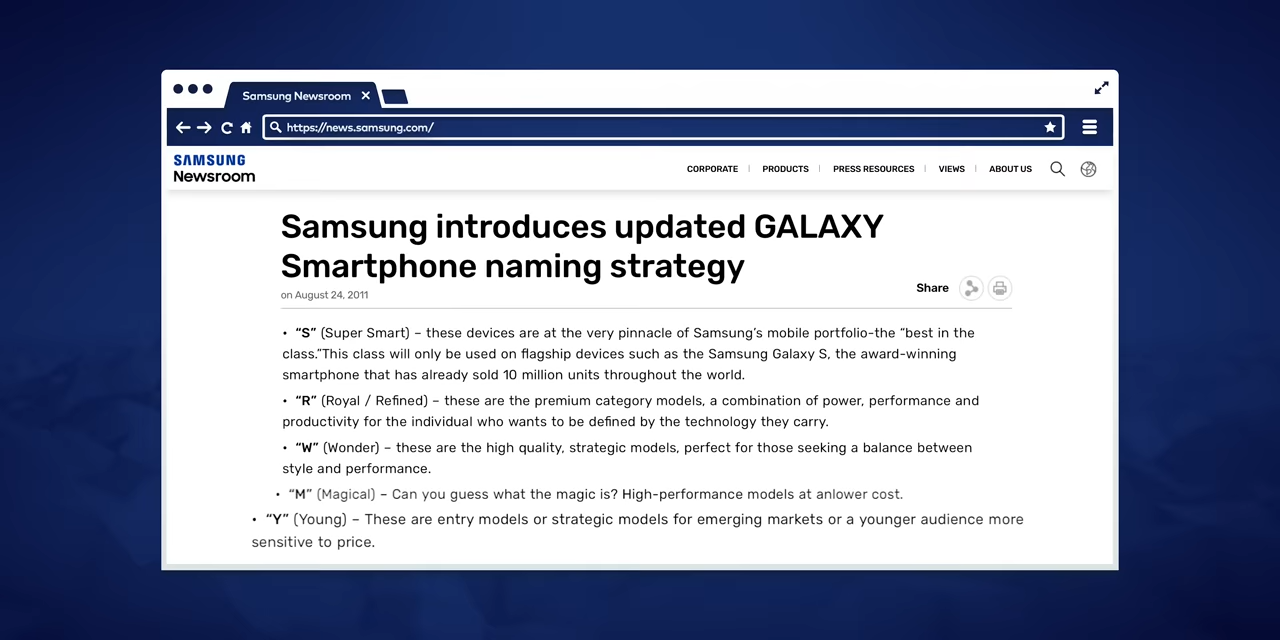 Samsung Newsroom
https://news.samsung.com/
SAMSUNG
Newsroom
CORPORATE
PRODUCTS
PRESS RESOURCES
VIEWS
ABOUT US
Samsung introduces updated GALAXY
Smartphone naming strategy
on August 24, 2011
Share
• “S” (Super Smart) – these devices are at the very pinnacle of Samsung’s mobile portfolio-the “best in the
class.”This class will only be used on flagship devices such as the Samsung Galaxy S, the award-winning
smartphone that has already sold 10 million units throughout the world.
• “R” (Royal / Refined) – these are the premium category models, a combination of power, performance and
productivity for the individual who wants to be defined by the technology they carry.
• “W” (Wonder) – these are the high quality, strategic models, perfect for those seeking a balance between
style and performance.
• “M” (Magical) – Can you guess what the magic is? High-performance models at anlower cost.
• “Y” (Young) – These are entry models or strategic models for emerging markets or a younger audience more
sensitive to price.